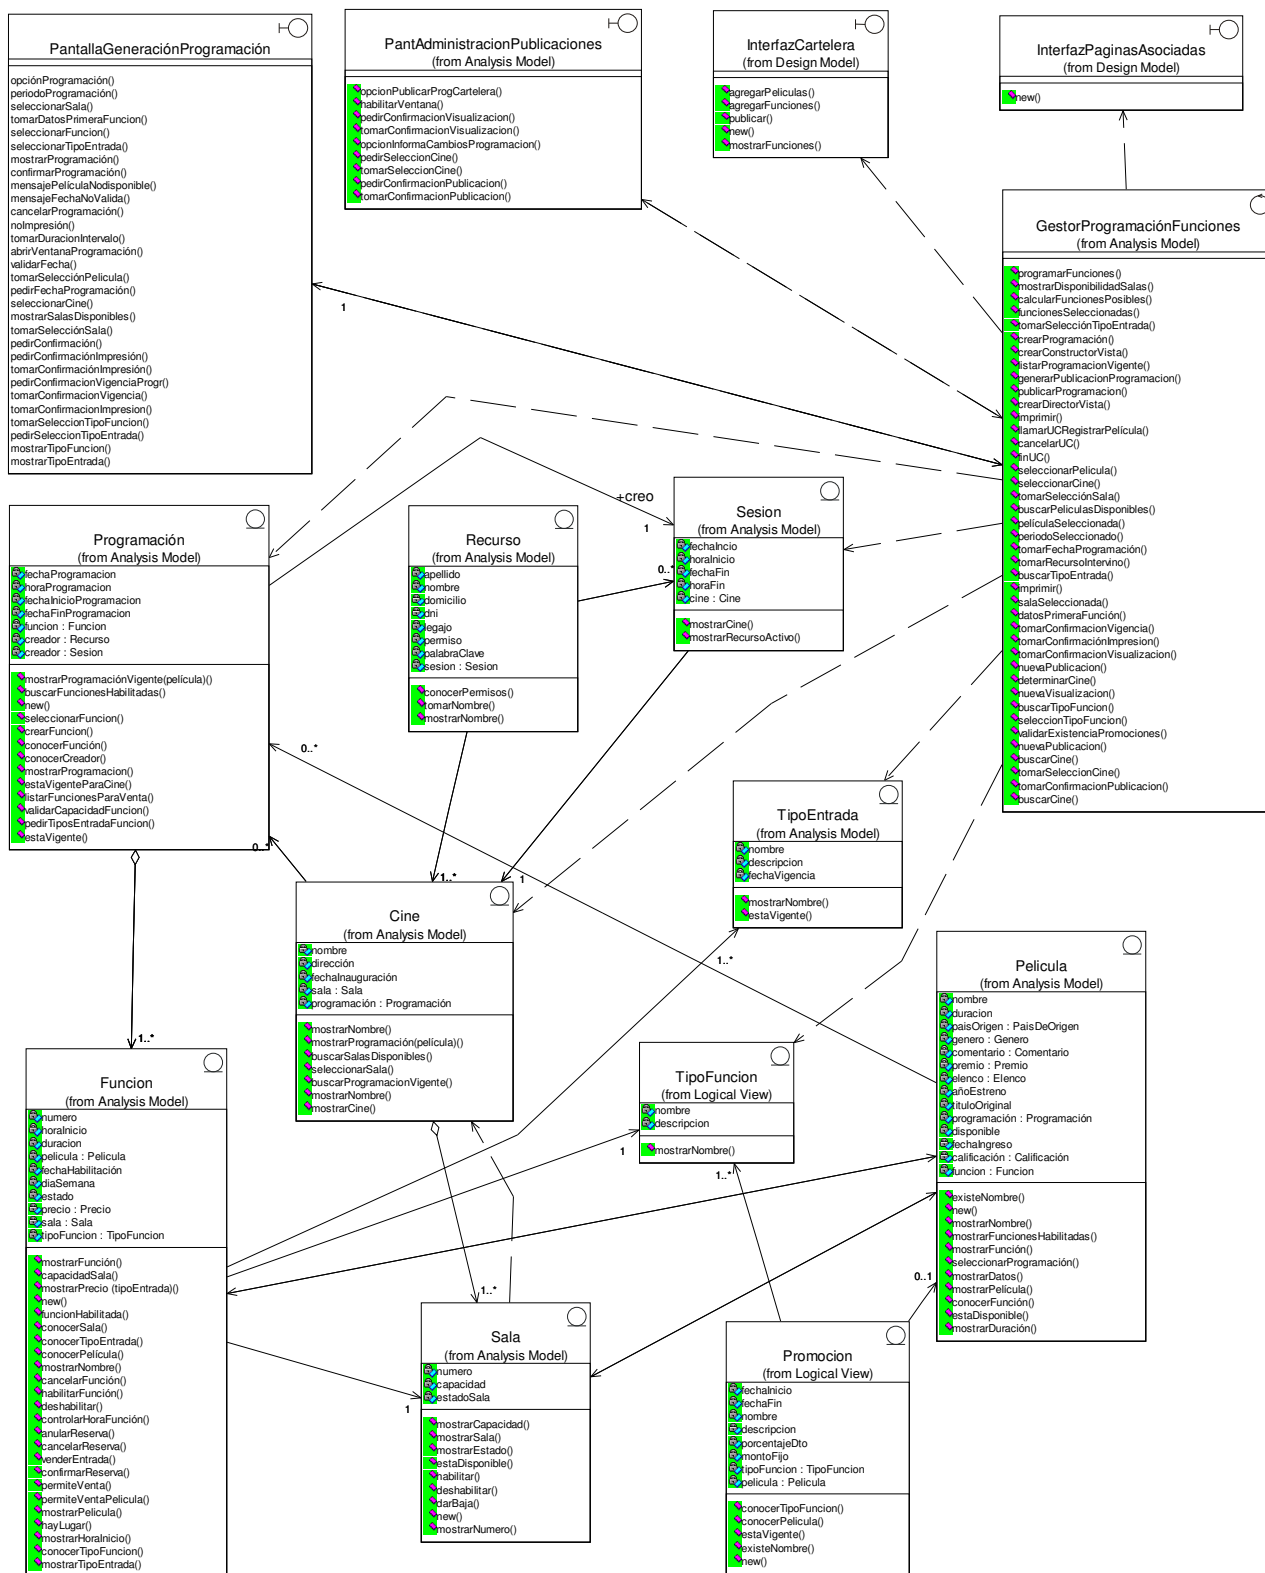 PantallaGeneraciónProgramación
opciónProgramación()
periodoProgramación()
seleccionarSala()
tomarDatosPrimeraFuncion()
seleccionarFuncion()
seleccionarTipoEntrada()
mostrarProgramación()
confirmarProgramación()
mensajePelículaNodisponible()
mensajeFechaNoValida()
cancelarProgramación()
noImpresión()
tomarDuracionIntervalo()
abrirVentanaProgramación()
validarFecha()
tomarSelecciónPelicula()
pedirFechaProgramación()
seleccionarCine()
mostrarSalasDisponibles()
tomarSelecciónSala()
pedirConfirmación()
pedirConfirmaciónImpresión()
tomarConfirmaciónImpresión()
pedirConfirmacionVigenciaProgr()
tomarConfirmacionVigencia()
tomarConfirmacionImpresion()
tomarSeleccionTipoFuncion()
pedirSeleccionTipoEntrada()
mostrarTipoFuncion()
mostrarTipoEntrada()
PantAdministracionPublicaciones
(from Analysis Model)
opcionPublicarProgCartelera()
habilitarVentana()
pedirConfirmacionVisualizacion()
tomarConfirmacionVisualizacion()
opcionInformaCambiosProgramacion()
pedirSeleccionCine()
tomarSeleccionCine()
pedirConfirmacionPublicacion()
tomarConfirmacionPublicacion()
InterfazCartelera
(from Design Model)
agregarPeliculas()
agregarFunciones()
publicar()
new()
mostrarFunciones()
InterfazPaginasAsociadas
(from Design Model)
new()
GestorProgramaciónFunciones
(from Analysis Model)
programarFunciones()
mostrarDisponibilidadSalas()
calcularFuncionesPosibles()
funcionesSeleccionadas()
tomarSelecciónTipoEntrada()
crearProgramación()
crearConstructorVista()
listarProgramacionVigente()
generarPublicacionProgramacion()
publicarProgramacion()
crearDirectorVista()
imprimir()
llamarUCRegistrarPelícula()
cancelarUC()
finUC()
seleccionarPelicula()
seleccionarCine()
tomarSelecciónSala()
buscarPeliculasDisponibles()
películaSeleccionada()
periodoSeleccionado()
tomarFechaProgramación()
tomarRecursoIntervino()
buscarTipoEntrada()
imprimir()
salaSeleccionada()
datosPrimeraFunción()
tomarConfirmacionVigencia()
tomarConfirmacionImpresion()
tomarConfirmacionVisualizacion()
nuevaPublicacion()
determinarCine()
nuevaVisualizacion()
buscarTipoFuncion()
seleccionTipoFuncion()
validarExistenciaPromociones()
nuevaPublicacion()
buscarCine()
tomarSeleccionCine()
tomarConfirmacionPublicacion()
buscarCine()
1
+creo
1
0..*
Programación
(from Analysis Model)
fechaProgramacion
horaProgramacion
fechaInicioProgramacion
fechaFinProgramacion
funcion : Funcion
creador : Recurso
creador : Sesion
mostrarProgramaciónVigente(película)
buscarFuncionesHabilitadas()
new()
seleccionarFuncion()
crearFuncion()
conocerFunción()
conocerCreador()
mostrarProgramacion()
estaVigenteParaCine()
listarFuncionesParaVenta()
validarCapacidadFuncion()
pedirTiposEntradaFuncion()
estaVigente()
Recurso
(from Analysis Model)
apellido
nombre
domicilio
dni
legajo
permiso
palabraClave
sesion : Sesion
conocerPermisos()
tomarNombre()
mostrarNombre()
Sesion
(from Analysis Model)
fechaIncio
horaInicio
fechaFin
horaFin
cine : Cine
mostrarCine()
mostrarRecursoActivo()
0..*
0..*
1..*
1
Cine
(from Analysis Model)
nombre
dirección
fechaInauguración
sala : Sala
programación : Programación
mostrarNombre()
mostrarProgramación(película)
buscarSalasDisponibles()
seleccionarSala()
buscarProgramacionVigente()
mostrarNombre()
mostrarCine()
TipoEntrada
(from Analysis Model)
nombre
descripcion
fechaVigencia
mostrarNombre()
estaVigente()
1..*
Pelicula
(from Analysis Model)
nombre
duracion
paisOrigen : PaisDeOrigen
genero : Genero
comentario : Comentario
premio : Premio
elenco : Elenco
añoEstreno
tituloOriginal
programación : Programación
disponible
fechaIngreso
calificación : Calificación
funcion : Funcion
existeNombre()
new()
mostrarNombre()
mostrarFuncionesHabilitadas()
mostrarFunción()
seleccionarProgramación()
mostrarDatos()
mostrarPelícula()
conocerFunción()
estaDisponible()
mostrarDuración()
1..*
Funcion
(from Analysis Model)
numero
horaInicio
duracion
pelicula : Pelicula
fechaHabilitación
diaSemana
estado
precio : Precio
sala : Sala
tipoFuncion : TipoFuncion
mostrarFunción()
capacidadSala()
mostrarPrecio (tipoEntrada)()
new()
funcionHabilitada()
conocerSala()
conocerTipoEntrada()
conocerPelícula()
mostrarNombre()
cancelarFunción()
habilitarFunción()
deshabilitar()
controlarHoraFunción()
anularReserva()
cancelarReserva()
venderEntrada()
confirmarReserva()
permiteVenta()
permiteVentaPelicula()
mostrarPelicula()
hayLugar()
mostrarHoraInicio()
conocerTipoFuncion()
mostrarTipoEntrada()
TipoFuncion
(from Logical View)
nombre
descripcion
mostrarNombre()
1
1..*
0..1
1..*
1
Sala
(from Analysis Model)
numero
capacidad
estadoSala
mostrarCapacidad()
mostrarSala()
mostrarEstado()
estaDisponible()
habilitar()
deshabilitar()
darBaja()
new()
mostrarNumero()
Promocion
(from Logical View)
fechaInicio
fechaFin
nombre
descripcion
porcentajeDto
montoFijo
tipoFuncion : TipoFuncion
pelicula : Pelicula
conocerTipoFuncion()
conocerPelicula()
estaVigente()
existeNombre()
new()